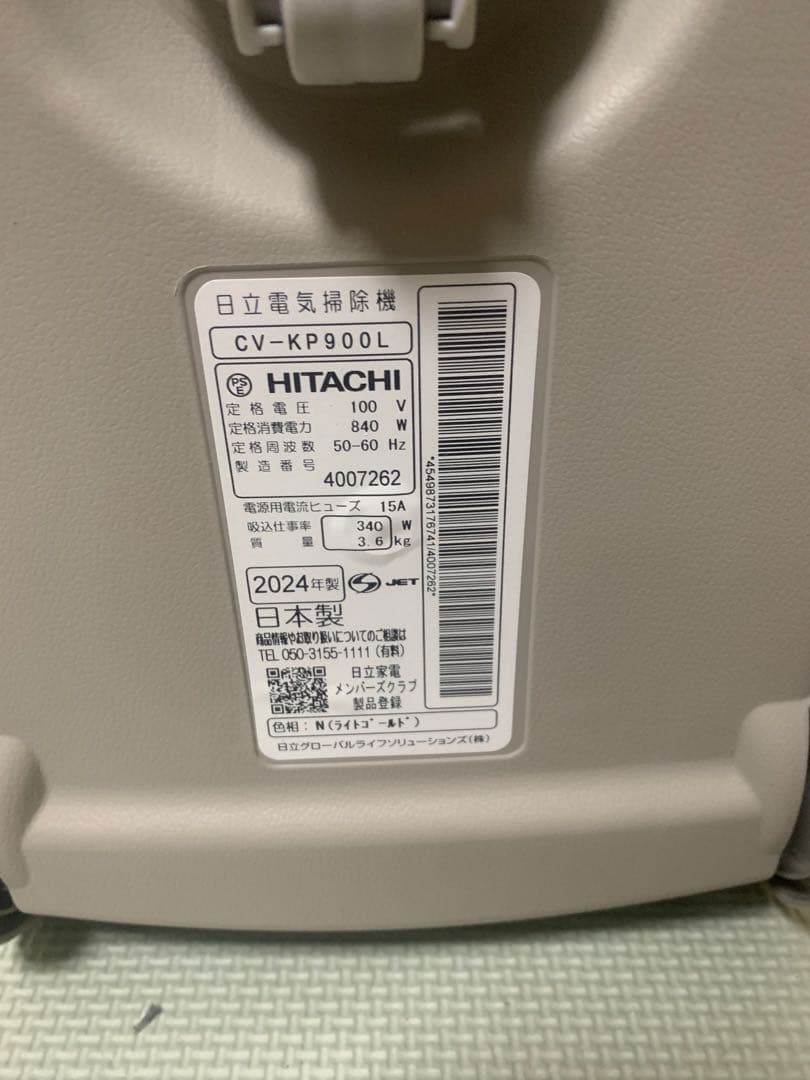 日立電気掃除機
CV-KP900L
PSE HITACHI
定格電圧 100 V
定格消費電力 840 W
定格周波数 50-60 Hz
製造番号
4007262
電源用電流ヒューズ 15A
吸込仕事率 340 W
質量 3.6 kg
2024年製 JET
日本製
商品情報やお取り扱いについてのご相談は
TEL 050-3155-1111 (有料)
日立家電
メンバーズクラブ
製品登録
色相: N(ライトゴールド)
日立グローバルライフソリューションズ(株)
*4549873176741/4007262*